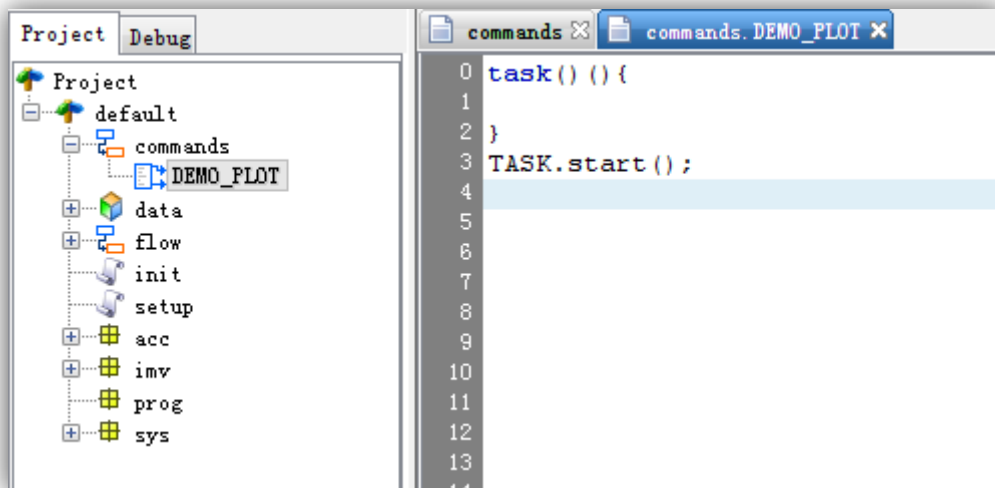 Project Debug
Project
default
commands
DEMO_PLOT
data
flow
init
setup
acc
imv
prog
sys
commands commands.DEMO_PLOT
0 task()(){
1
2 }
3 TASK.start();
4
5
6
7
8
9
10
11
12
13